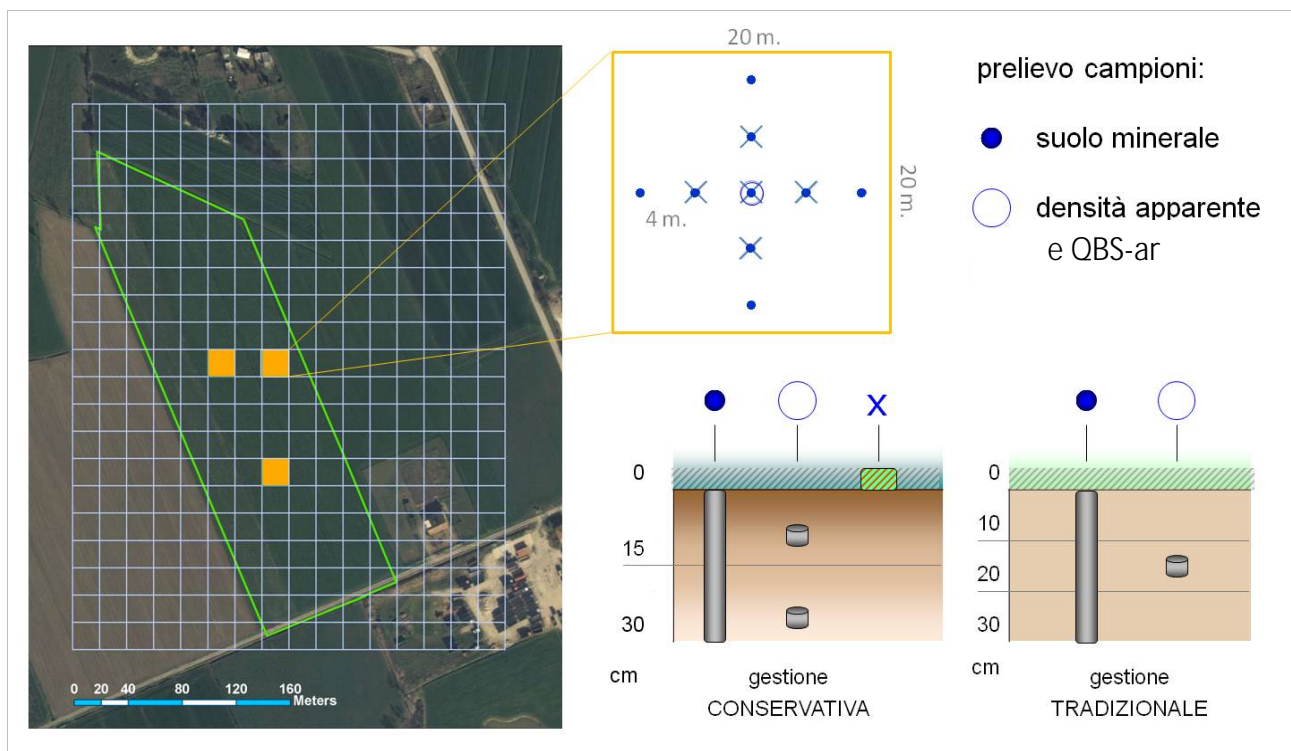 20 m.
20 m.
4 m.
prelievo campioni:
suolo minerale
densità apparente
e QBS-ar
X
0
15
30
cm
gestione
CONSERVATIVA
0
10
20
30
cm
gestione
TRADIZIONALE
0 20 40 80 120 160
Meters